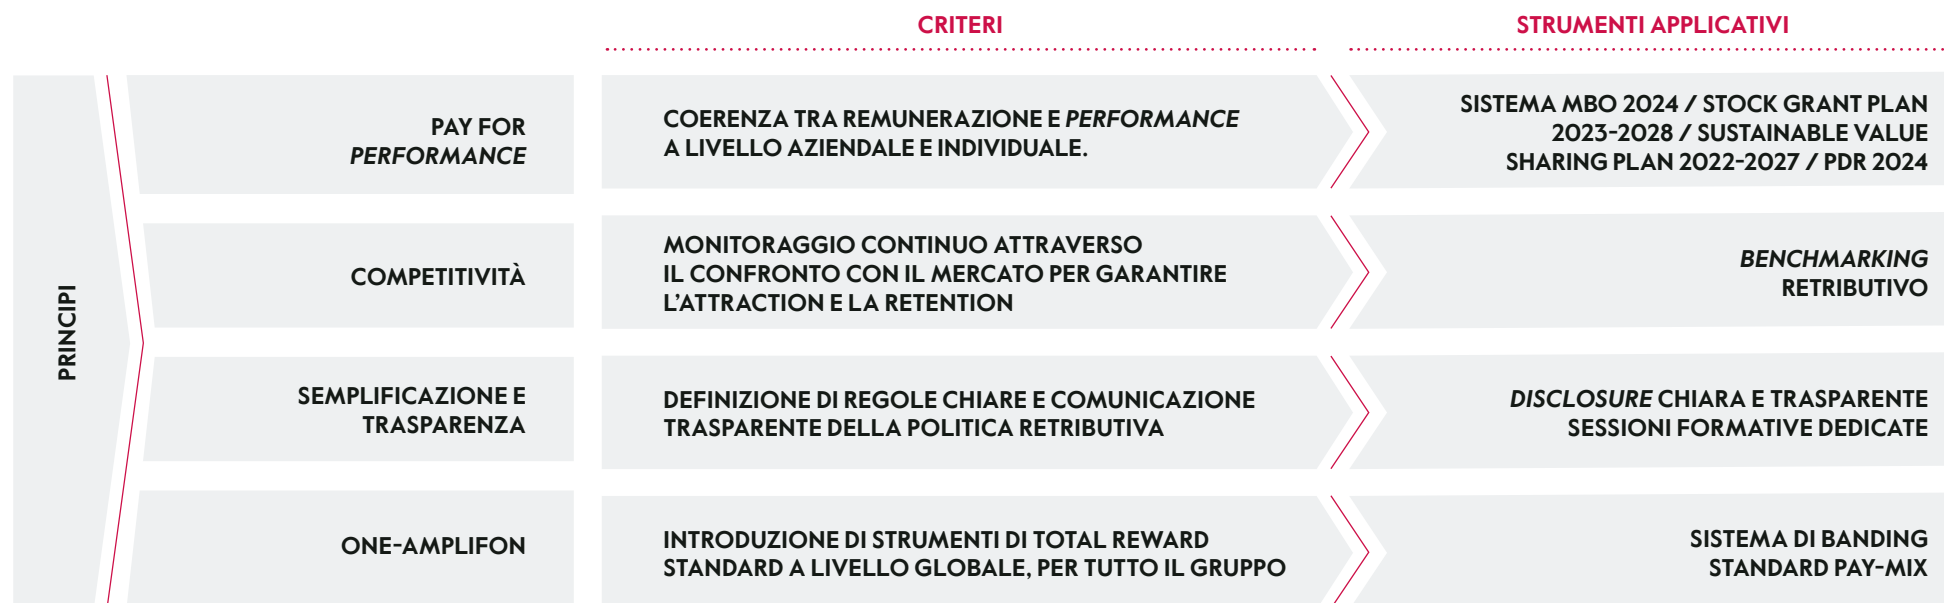 CRITERI
STRUMENTI APPLICATIVI
PRINCIPI
PAY FOR
PERFORMANCE
COERENZA TRA REMUNERAZIONE E PERFORMANCE
A LIVELLO AZIENDALE E INDIVIDUALE.
SISTEMA MBO 2024 / STOCK GRANT PLAN
2023-2028 / SUSTAINABLE VALUE
SHARING PLAN 2022-2027 / PDR 2024
COMPETITIVITÀ
MONITORAGGIO CONTINUO ATTRAVERSO
IL CONFRONTO CON IL MERCATO PER GARANTIRE
L'ATTRACTION E LA RETENTION
BENCHMARKING
RETRIBUTIVO
SEMPLIFICAZIONE E
TRASPARENZA
DEFINIZIONE DI REGOLE CHIARE E COMUNICAZIONE
TRASPARENTE DELLA POLITICA RETRIBUTIVA
DISCLOSURE CHIARA E TRASPARENTE
SESSIONI FORMATIVE DEDICATE
ONE-AMPLIFON
INTRODUZIONE DI STRUMENTI DI TOTAL REWARD
STANDARD A LIVELLO GLOBALE, PER TUTTO IL GRUPPO
SISTEMA DI BANDING
STANDARD PAY-MIX